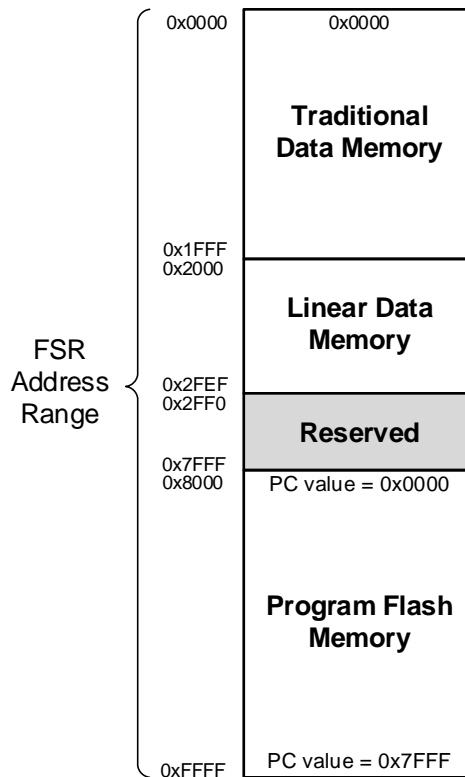 0x0000
0x0000
Traditional
Data Memory
0x1FFF
0x2000
Linear Data
Memory
FSR
Address
Range
0x2FEF
0x2FF0
Reserved
0x7FFF
0x8000
PC value = 0x0000
Program Flash
Memory
0xFFFF
PC value = 0x7FFF